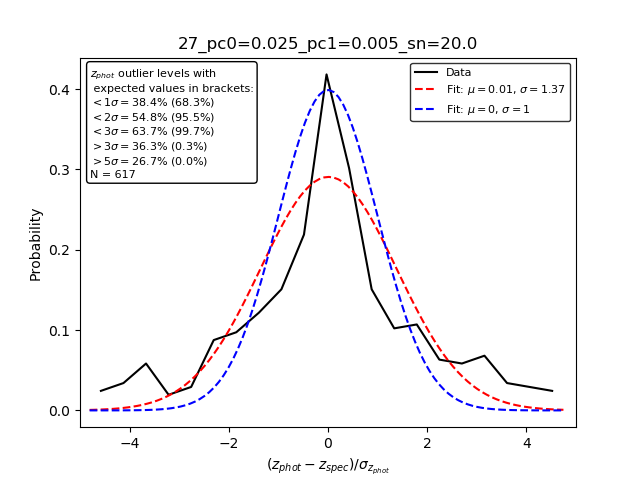 27_pc0=0.025_pc1=0.005_sn=20.0
z_phot outlier levels with
expected values in brackets:
< 1σ = 38.4% (68.3%)
< 2σ = 54.8% (95.5%)
< 3σ = 63.7% (99.7%)
> 3σ = 36.3% (0.3%)
> 5σ = 26.7% (0.0%)
N = 617
Data
Fit: μ = 0.01, σ = 1.37
Fit: μ = 0, σ = 1
Probability
0.4
0.3
0.2
0.1
0.0
−4 −2 0 2 4
(z_phot − z_spec)/σ_z_phot